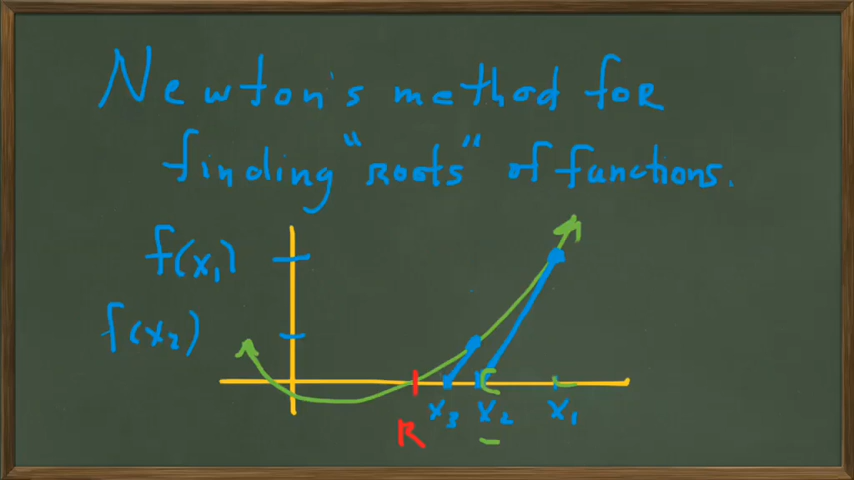 Newton's method for
finding "roots" of functions.
f(x₁)
f(x₂)
x₃ x₂ x₁
R